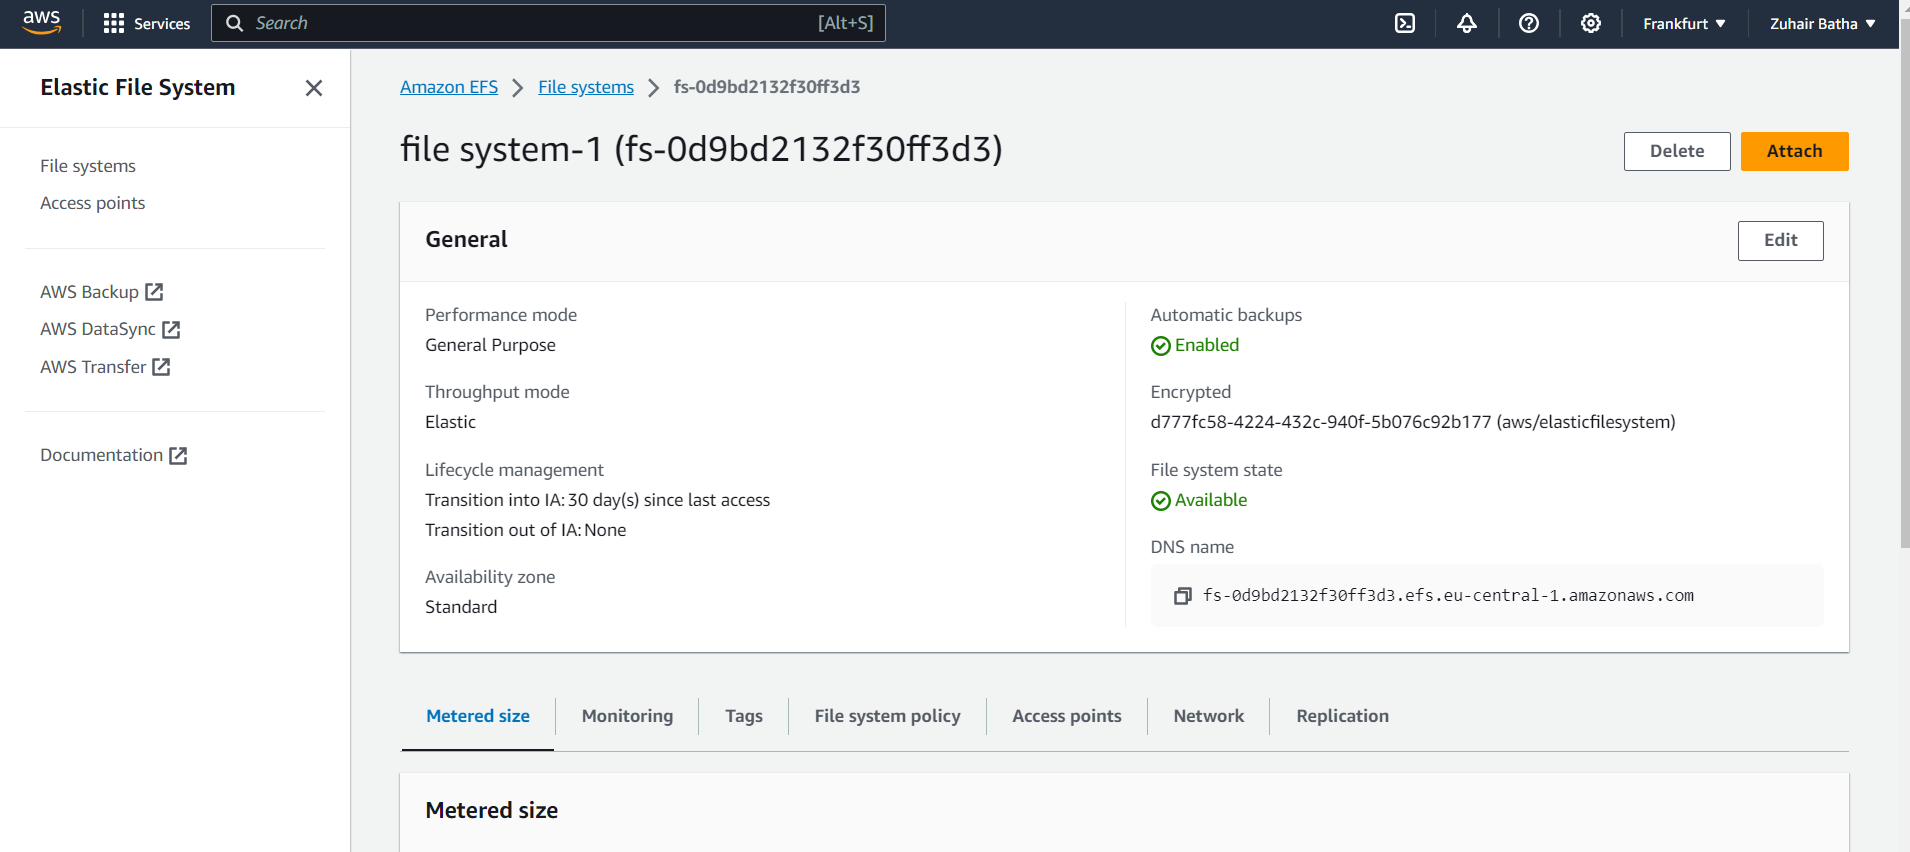 aws
Services
Search
[Alt+S]
Frankfurt
Zuhair Batha
Elastic File System
File systems
Access points
AWS Backup
AWS DataSync
AWS Transfer
Documentation
Amazon EFS
File systems
fs-0d9bd2132f30ff3d3
file system-1 (fs-0d9bd2132f30ff3d3)
Delete
Attach
General
Edit
Performance mode
General Purpose
Throughput mode
Elastic
Lifecycle management
Transition into IA: 30 day(s) since last access
Transition out of IA: None
Availability zone
Standard
Automatic backups
Enabled
Encrypted
d777fc58-4224-432c-940f-5b076c92b177 (aws/elasticfilesystem)
File system state
Available
DNS name
fs-0d9bd2132f30ff3d3.efs.eu-central-1.amazonaws.com
Metered size
Monitoring
Tags
File system policy
Access points
Network
Replication
Metered size